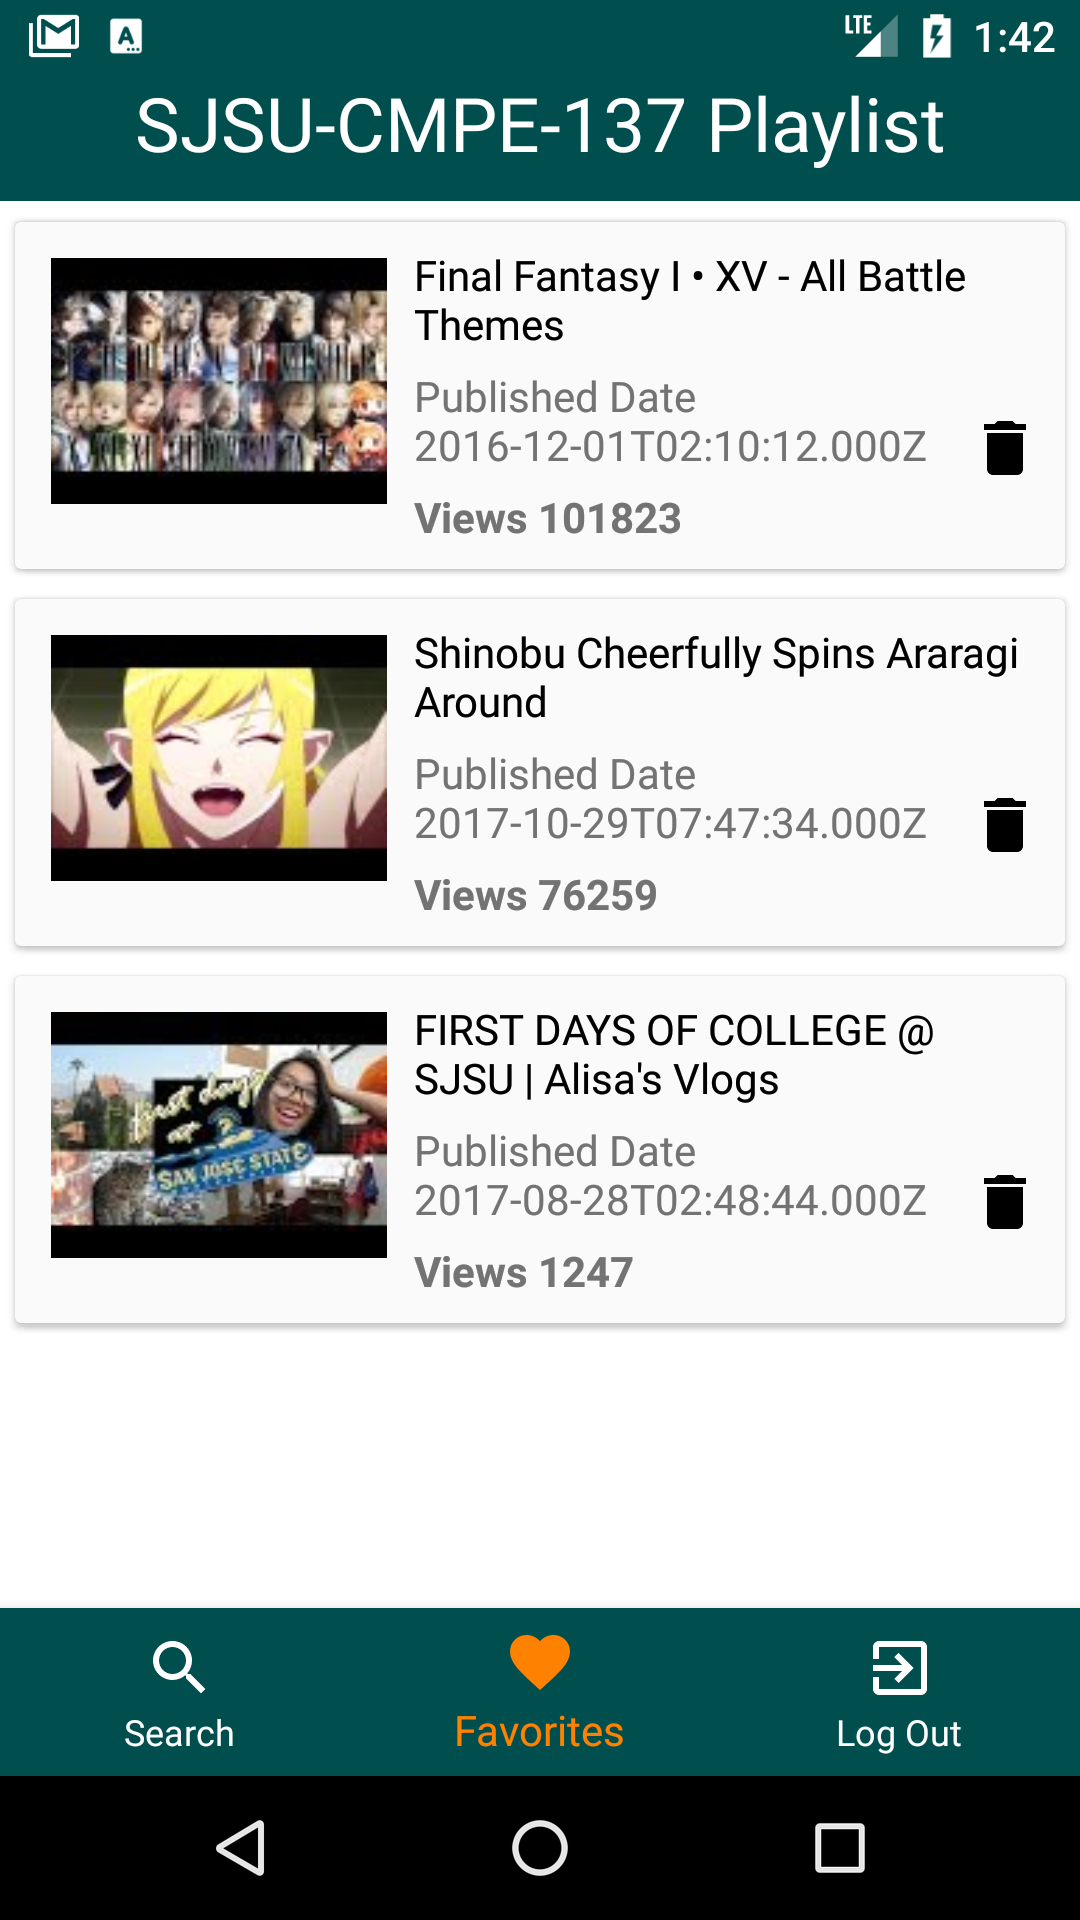 LTE 1:42
SJSU-CMPE-137 Playlist
Final Fantasy I • XV - All Battle
Themes
Published Date
2016-12-01T02:10:12.000Z
Views 101823
Shinobu Cheerfully Spins Araragi
Around
Published Date
2017-10-29T07:47:34.000Z
Views 76259
first days
at
SAN JOSE STATE
FIRST DAYS OF COLLEGE @
SJSU | Alisa's Vlogs
Published Date
2017-08-28T02:48:44.000Z
Views 1247
Search
Favorites
Log Out